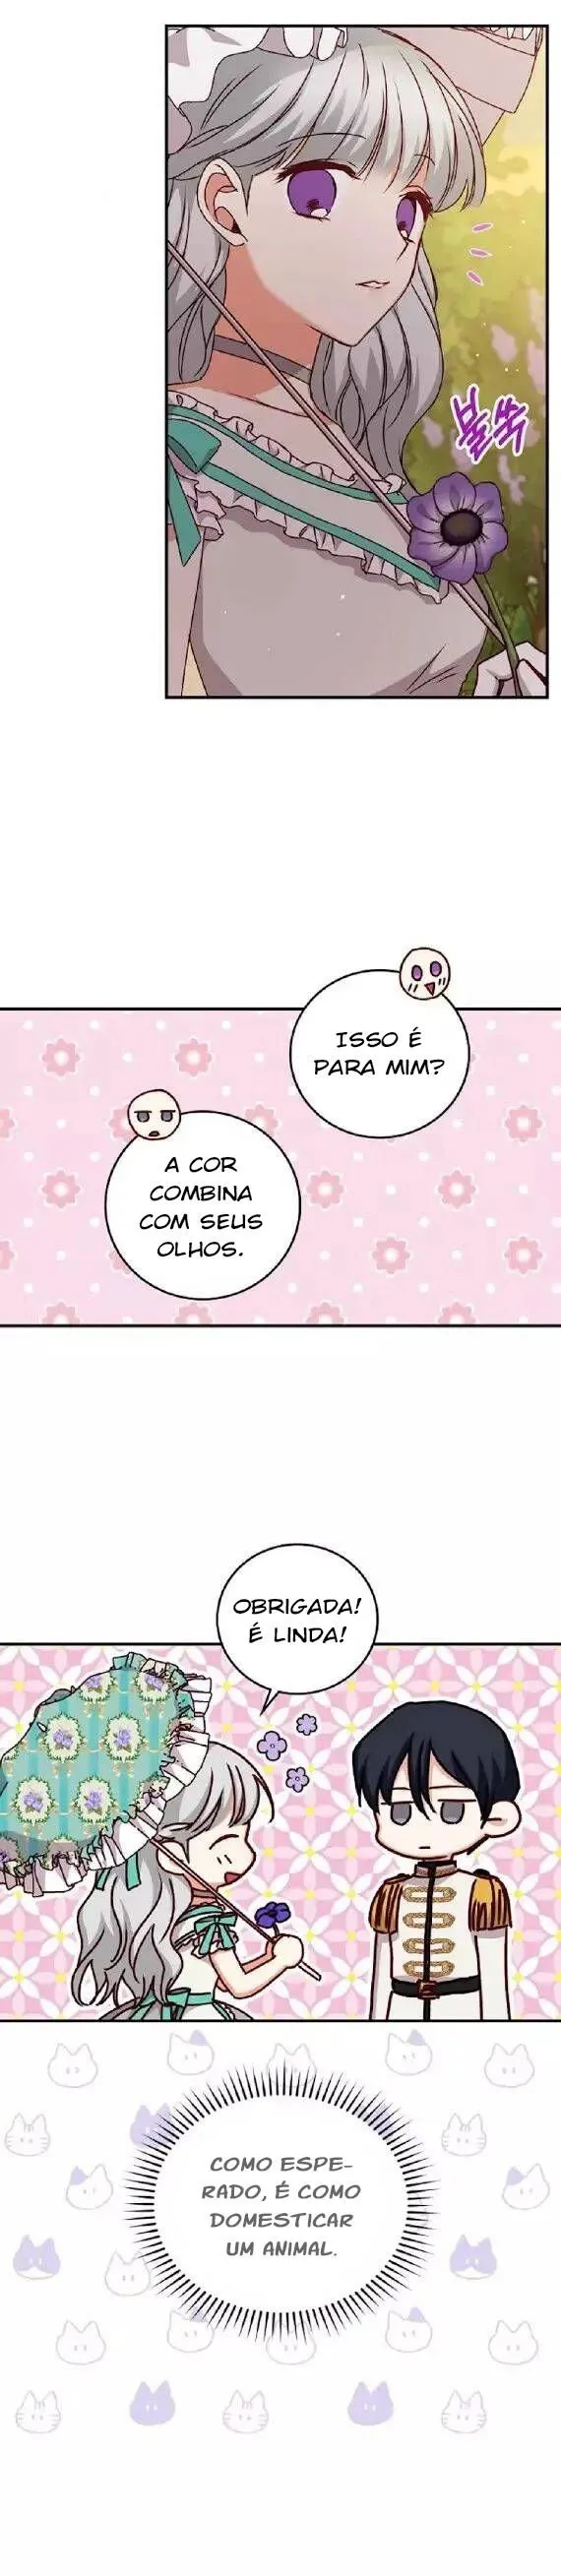 불쑥
ISSO É
PARA MIM?
A COR
COMBINA
COM SEUS
OLHOS.
OBRIGADA!
É LINDA!
COMO ESPE-
RADO, É COMO
DOMESTICAR
UM ANIMAL.